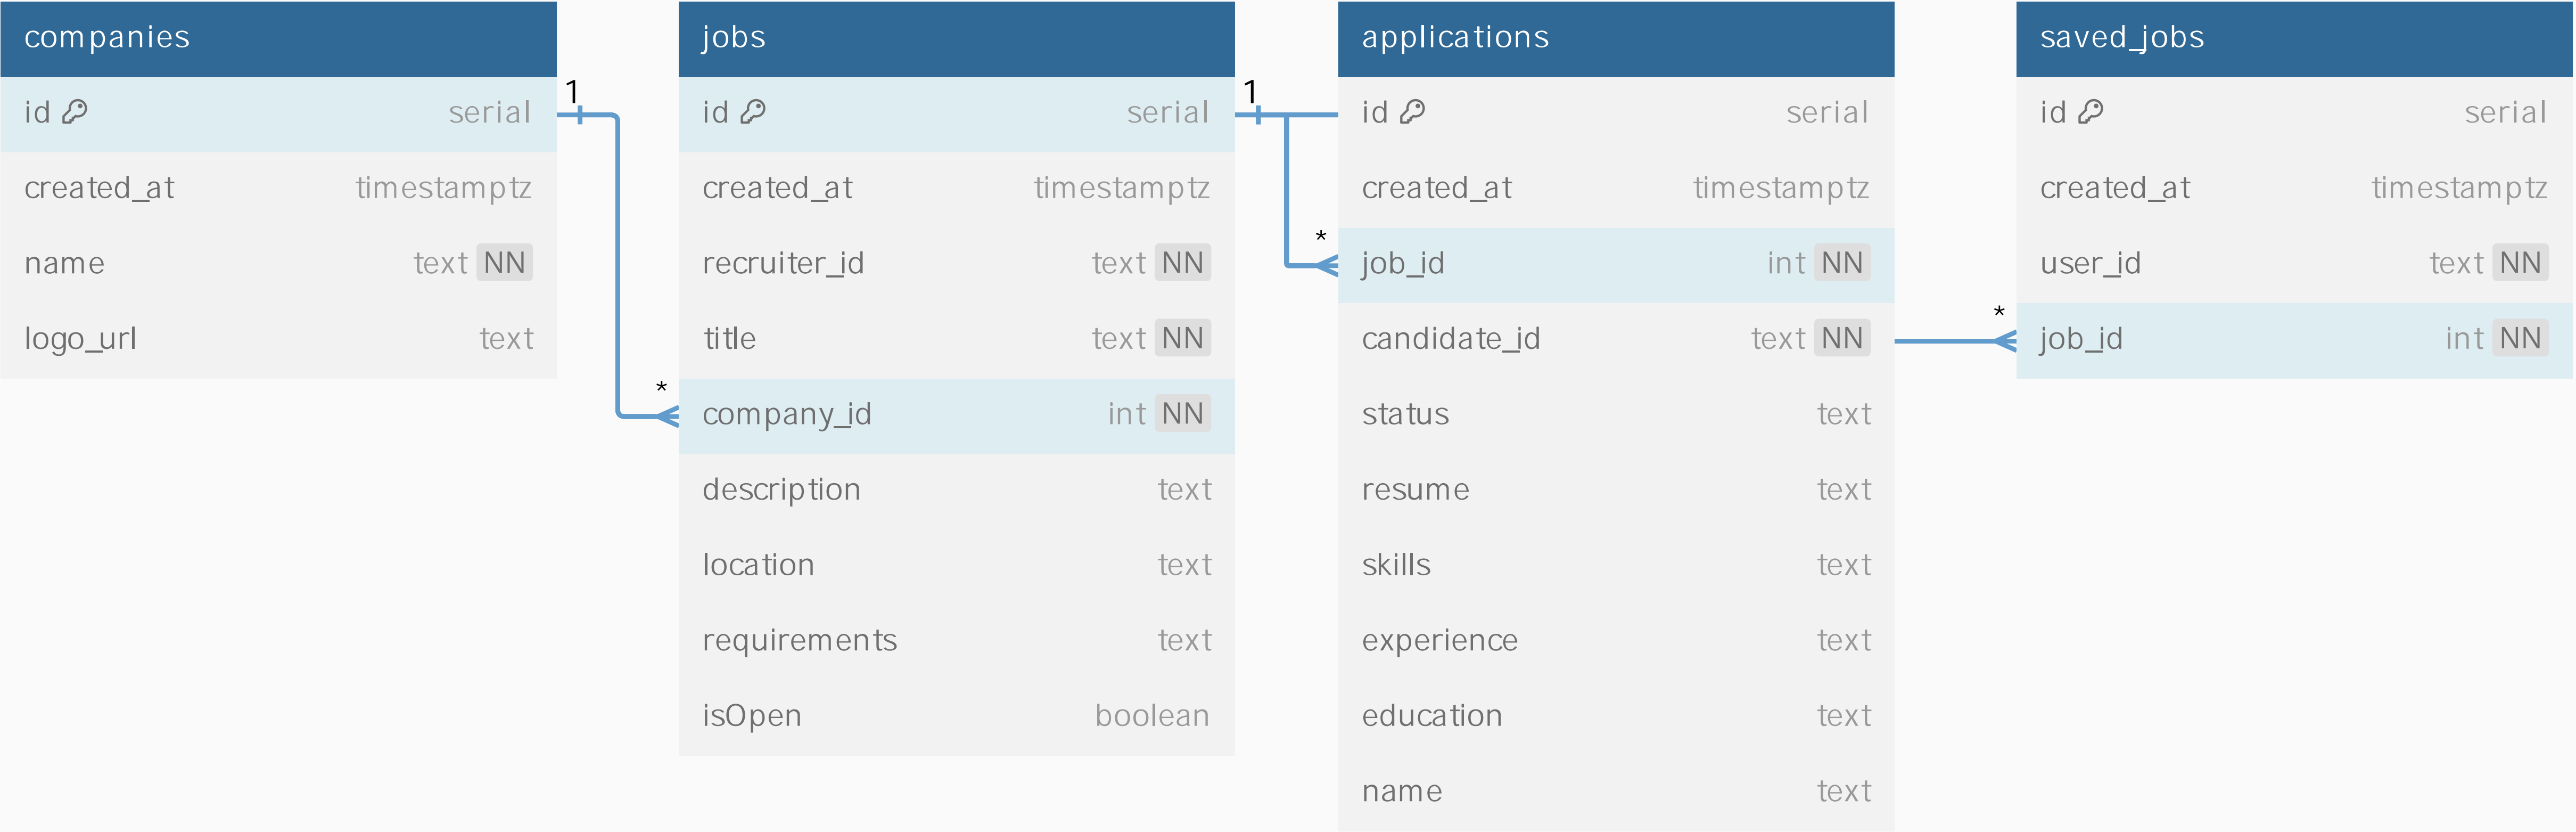 companies
id serial
created_at timestamptz
name text NN
logo_url text
1
*
jobs
id serial
created_at timestamptz
recruiter_id text NN
title text NN
company_id int NN
description text
location text
requirements text
isOpen boolean
1
*
applications
id serial
created_at timestamptz
job_id int NN
candidate_id text NN
status text
resume text
skills text
experience text
education text
name text
*
saved_jobs
id serial
created_at timestamptz
user_id text NN
job_id int NN